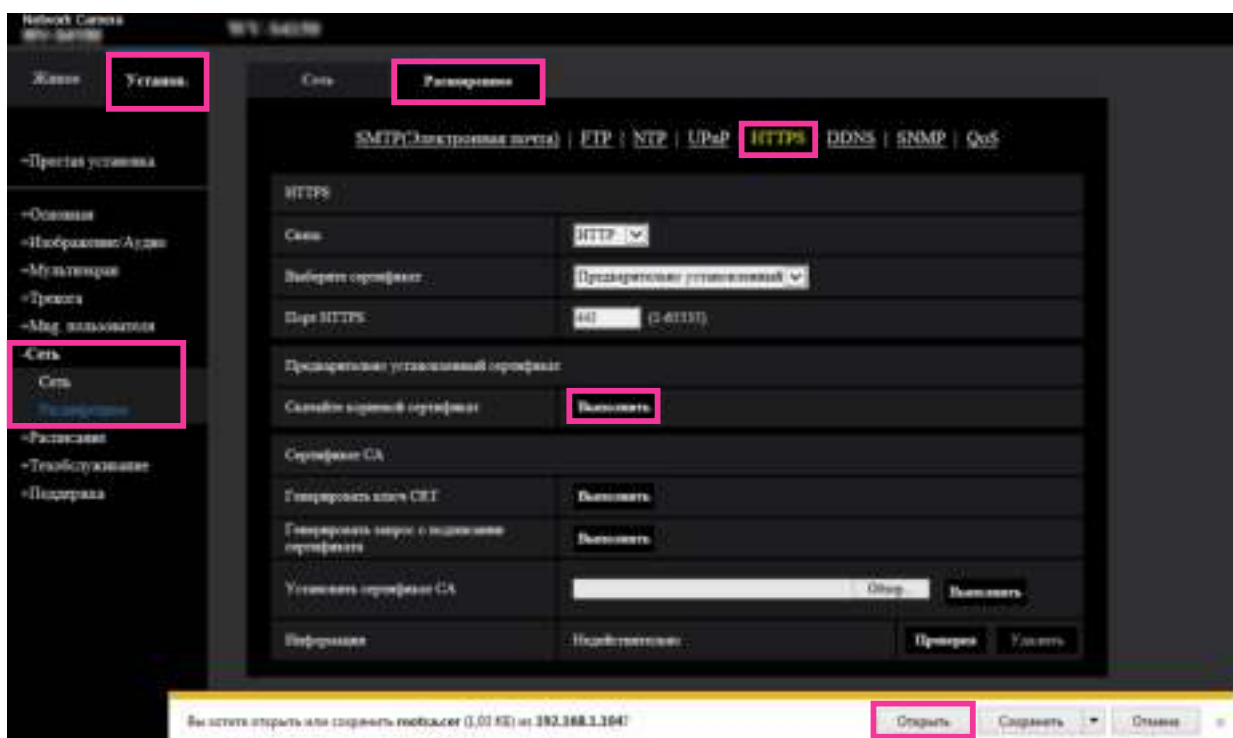 Network Camera
Живое
Установ.
Сеть
Расширенное
SMTP(Электронная почта) | FTP | NTP | UPnP | HTTPS | DDNS | SNMP | QoS
+Простая установка
+Основная
+Изображение/Аудио
+Мультиэкран
+Тревога
+Mng. пользователя
-Сеть
Сеть
Расширенное
+Расписания
+Техобслуживание
+Поддержка
HTTPS
Связь
HTTP
Выберите сертификат
Предварительно установленный
Порт HTTPS
443
(1-65535)
Предварительно установленный сертификат
Скачайте корневой сертификат
Выполнить
Сертификат CA
Генерировать ключ CRT
Выполнить
Генерировать запрос о подписании сертификата
Выполнить
Установить сертификат CA
Обзор...
Выполнить
Информация
Недействительно
Проверка
Удалить
Вы хотите открыть или сохранить rootca.cer (1,03 КБ) из 192.168.1.104?
Открыть
Сохранить
Отмена